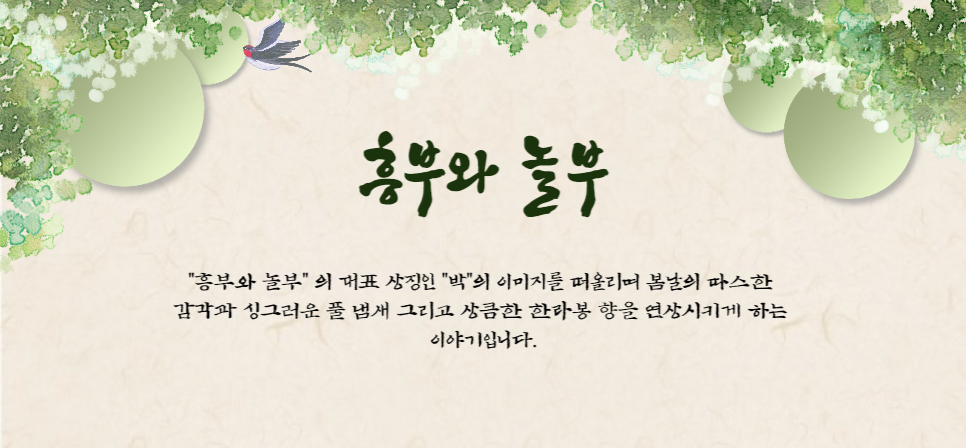 흥부와 놀부
"흥부와 놀부" 의 대표 상징인 "박"의 이미지를 떠올리며 봄날의 따스한
감각과 싱그러운 풀 냄새 그리고 상큼한 한라봉 향을 연상시키게 하는
이야기입니다.